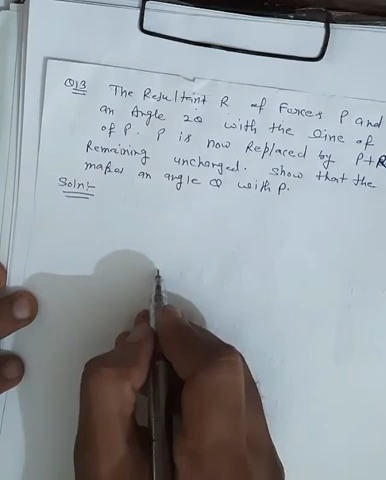 Q13 The Resultant R of Forces P and
an Angle 2θ with the line of
of P. P is now Replaced by P+R
Remaining unchanged. Show that the
makes an angle θ with P.
Soln:-